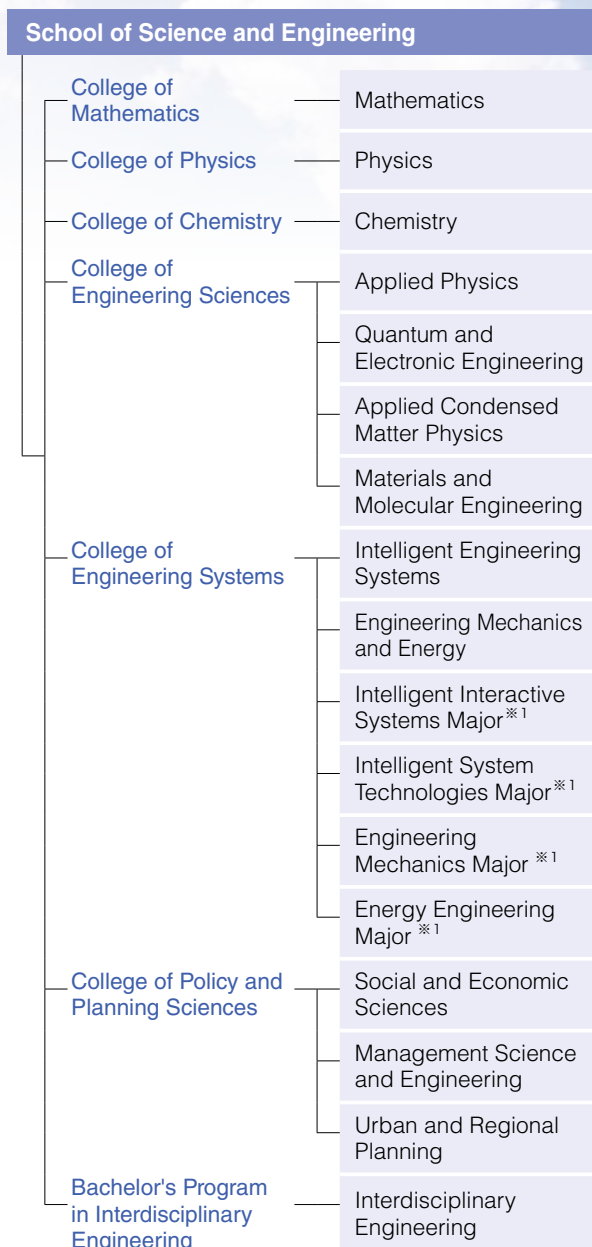 School of Science and Engineering
College of
Mathematics
Mathematics
College of Physics
Physics
College of Chemistry
Chemistry
College of
Engineering Sciences
Applied Physics
Quantum and
Electronic Engineering
Applied Condensed
Matter Physics
Materials and
Molecular Engineering
College of
Engineering Systems
Intelligent Engineering
Systems
Engineering Mechanics
and Energy
Intelligent Interactive
Systems Major※1
Intelligent System
Technologies Major※1
Engineering
Mechanics Major ※1
Energy Engineering
Major ※1
College of Policy and
Planning Sciences
Social and Economic
Sciences
Management Science
and Engineering
Urban and Regional
Planning
Bachelor's Program
in Interdisciplinary
Engineering
Interdisciplinary
Engineering